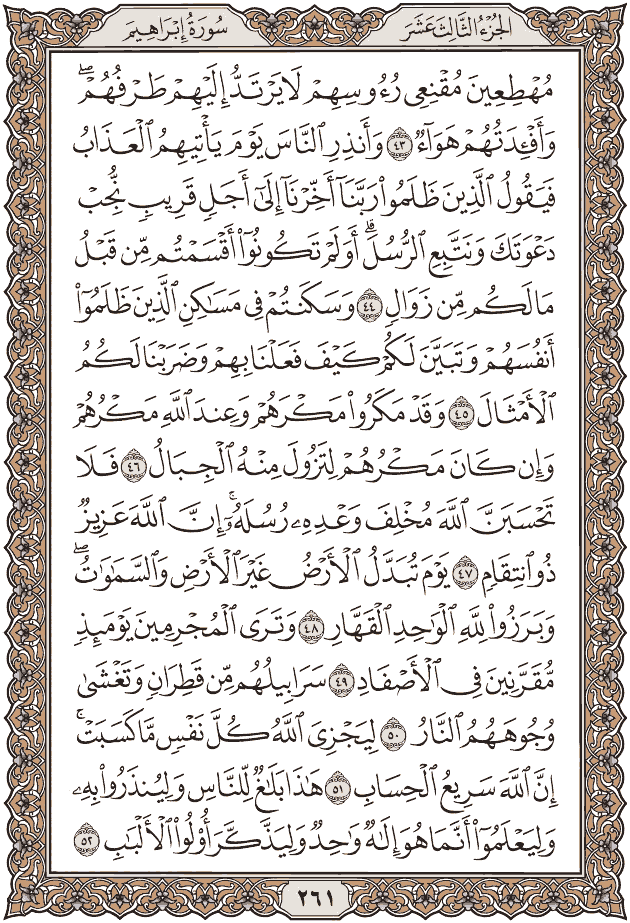 الجُزْءُ الثَّالِثَ عَشَرَ
سُورَةُ إِبْرَاهِيمَ
مُهۡطِعِينَ مُقۡنِعِي رُءُوسِهِمۡ لَا يَرۡتَدُّ إِلَيۡهِمۡ طَرۡفُهُمۡۖ
وَأَفۡـِٔدَتُهُمۡ هَوَآءٞ ٤٣ وَأَنذِرِ ٱلنَّاسَ يَوۡمَ يَأۡتِيهِمُ ٱلۡعَذَابُ
فَيَقُولُ ٱلَّذِينَ ظَلَمُواْ رَبَّنَآ أَخِّرۡنَآ إِلَىٰٓ أَجَلٖ قَرِيبٖ نُّجِبۡ
دَعۡوَتَكَ وَنَتَّبِعِ ٱلرُّسُلَۗ أَوَلَمۡ تَكُونُوٓاْ أَقۡسَمۡتُم مِّن قَبۡلُ
مَا لَكُم مِّن زَوَالٖ ٤٤ وَسَكَنتُمۡ فِي مَسَٰكِنِ ٱلَّذِينَ ظَلَمُوٓاْ
أَنفُسَهُمۡ وَتَبَيَّنَ لَكُمۡ كَيۡفَ فَعَلۡنَا بِهِمۡ وَضَرَبۡنَا لَكُمُ
ٱلۡأَمۡثَالَ ٤٥ وَقَدۡ مَكَرُواْ مَكۡرَهُمۡ وَعِندَ ٱللَّهِ مَكۡرُهُمۡ
وَإِن كَانَ مَكۡرُهُمۡ لِتَزُولَ مِنۡهُ ٱلۡجِبَالُ ٤٦ فَلَا
تَحۡسَبَنَّ ٱللَّهَ مُخۡلِفَ وَعۡدِهِۦ رُسُلَهُۥٓۚ إِنَّ ٱللَّهَ عَزِيزٞ
ذُو ٱنتِقَامٖ ٤٧ يَوۡمَ تُبَدَّلُ ٱلۡأَرۡضُ غَيۡرَ ٱلۡأَرۡضِ وَٱلسَّمَٰوَٰتُۖ
وَبَرَزُواْ لِلَّهِ ٱلۡوَٰحِدِ ٱلۡقَهَّارِ ٤٨ وَتَرَى ٱلۡمُجۡرِمِينَ يَوۡمَئِذٖ
مُّقَرَّنِينَ فِي ٱلۡأَصۡفَادِ ٤٩ سَرَابِيلُهُم مِّن قَطِرَانٖ وَتَغۡشَىٰ
وُجُوهَهُمُ ٱلنَّارُ ٥٠ لِيَجۡزِيَ ٱللَّهُ كُلَّ نَفۡسٖ مَّا كَسَبَتۡۚ
إِنَّ ٱللَّهَ سَرِيعُ ٱلۡحِسَابِ ٥١ هَٰذَا بَلَٰغٞ لِّلنَّاسِ وَلِيُنذَرُواْ بِهِۦ
وَلِيَعۡلَمُوٓاْ أَنَّمَا هُوَ إِلَٰهٞ وَٰحِدٞ وَلِيَذَّكَّرَ أُوْلُواْ ٱلۡأَلۡبَٰبِ ٥٢
٢٦١